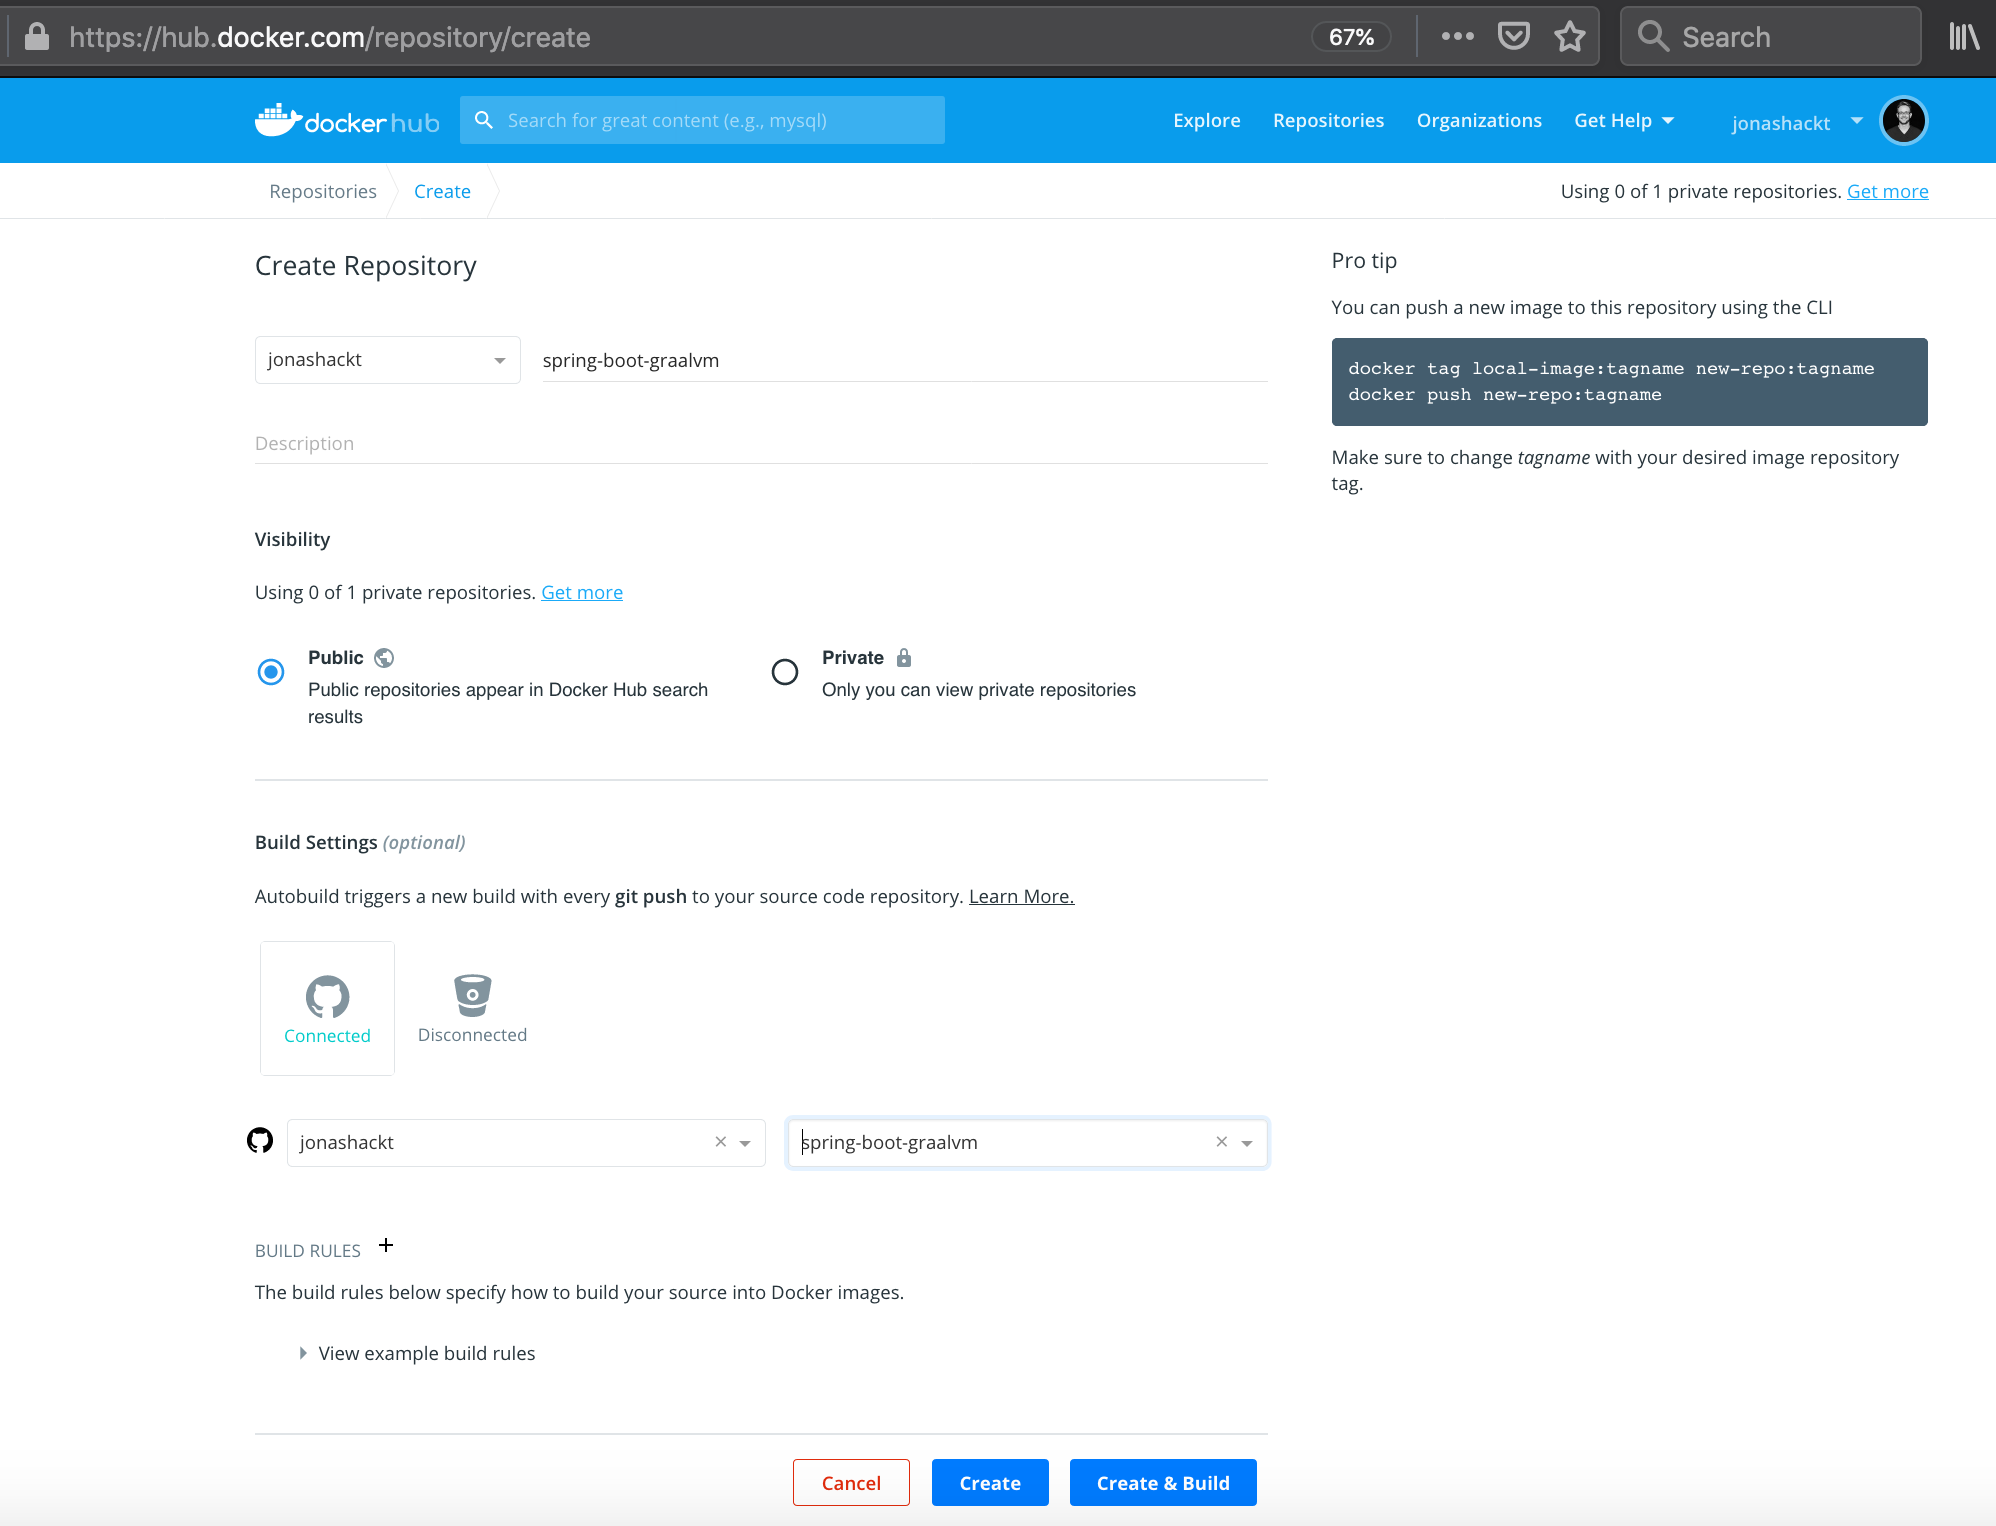 https://hub.docker.com/repository/create
67%
Search
docker hub
Search for great content (e.g., mysql)
Explore
Repositories
Organizations
Get Help
jonashackt
Repositories
Create
Using 0 of 1 private repositories. Get more
Create Repository
jonashackt
spring-boot-graalvm
Description
Visibility
Using 0 of 1 private repositories. Get more
Public
Public repositories appear in Docker Hub search
results
Private
Only you can view private repositories
Build Settings (optional)
Autobuild triggers a new build with every git push to your source code repository. Learn More.
Connected
Disconnected
jonashackt
spring-boot-graalvm
BUILD RULES +
The build rules below specify how to build your source into Docker images.
View example build rules
Cancel
Create
Create & Build
Pro tip
You can push a new image to this repository using the CLI
docker tag local-image:tagname new-repo:tagname
docker push new-repo:tagname
Make sure to change tagname with your desired image repository
tag.